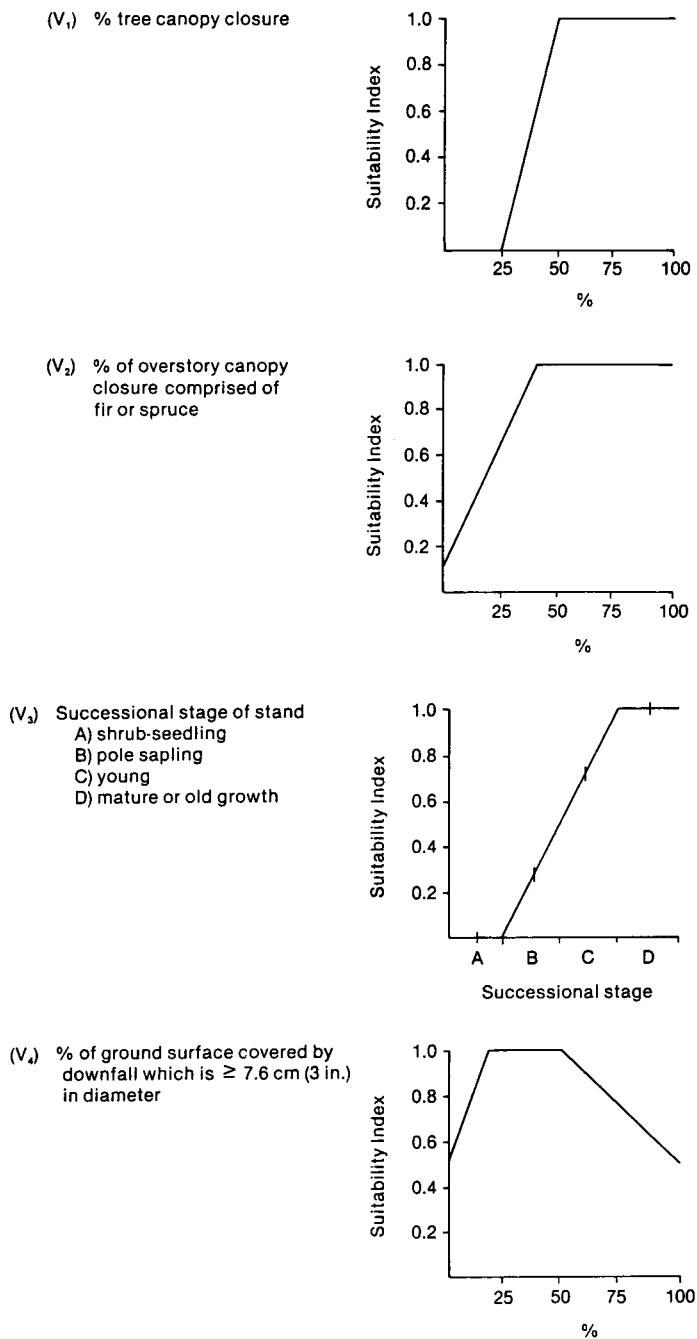 (V₁) % tree canopy closure
Suitability Index
1.0
0.8
0.6
0.4
0.2
25 50 75 100
%
(V₂) % of overstory canopy
closure comprised of
fir or spruce
Suitability Index
1.0
0.8
0.6
0.4
0.2
25 50 75 100
%
(V₃) Successional stage of stand
A) shrub-seedling
B) pole sapling
C) young
D) mature or old growth
Suitability Index
1.0
0.8
0.6
0.4
0.2
A B C D
Successional stage
(V₄) % of ground surface covered by
downfall which is ≥ 7.6 cm (3 in.)
in diameter
Suitability Index
1.0
0.8
0.6
0.4
0.2
25 50 75 100
%